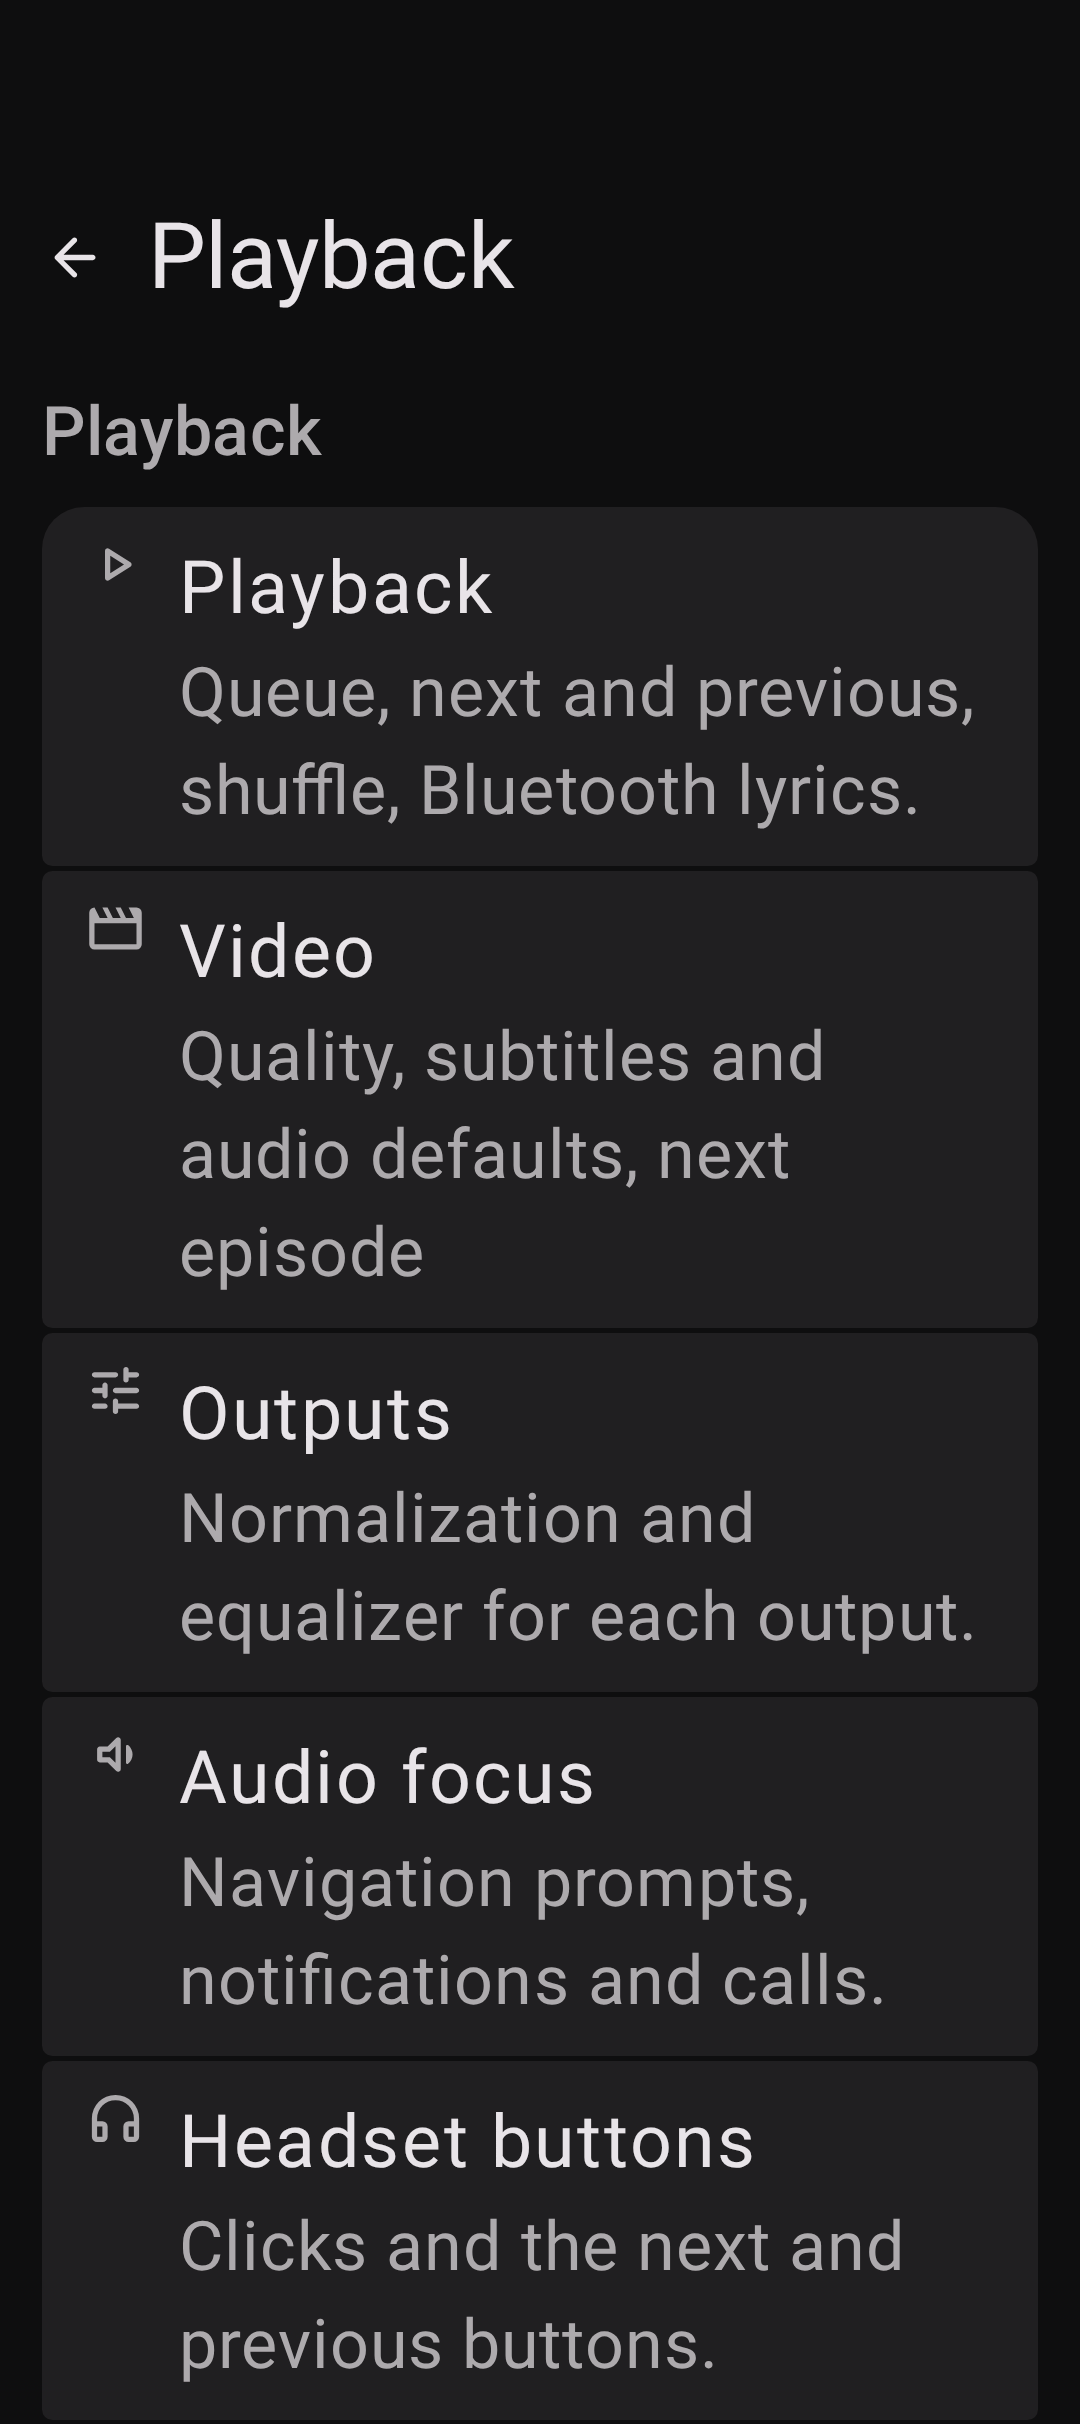 Playback
Playback
Playback
Queue, next and previous,
shuffle, Bluetooth lyrics.
Video
Quality, subtitles and
audio defaults, next
episode
Outputs
Normalization and
equalizer for each output.
Audio focus
Navigation prompts,
notifications and calls.
Headset buttons
Clicks and the next and
previous buttons.